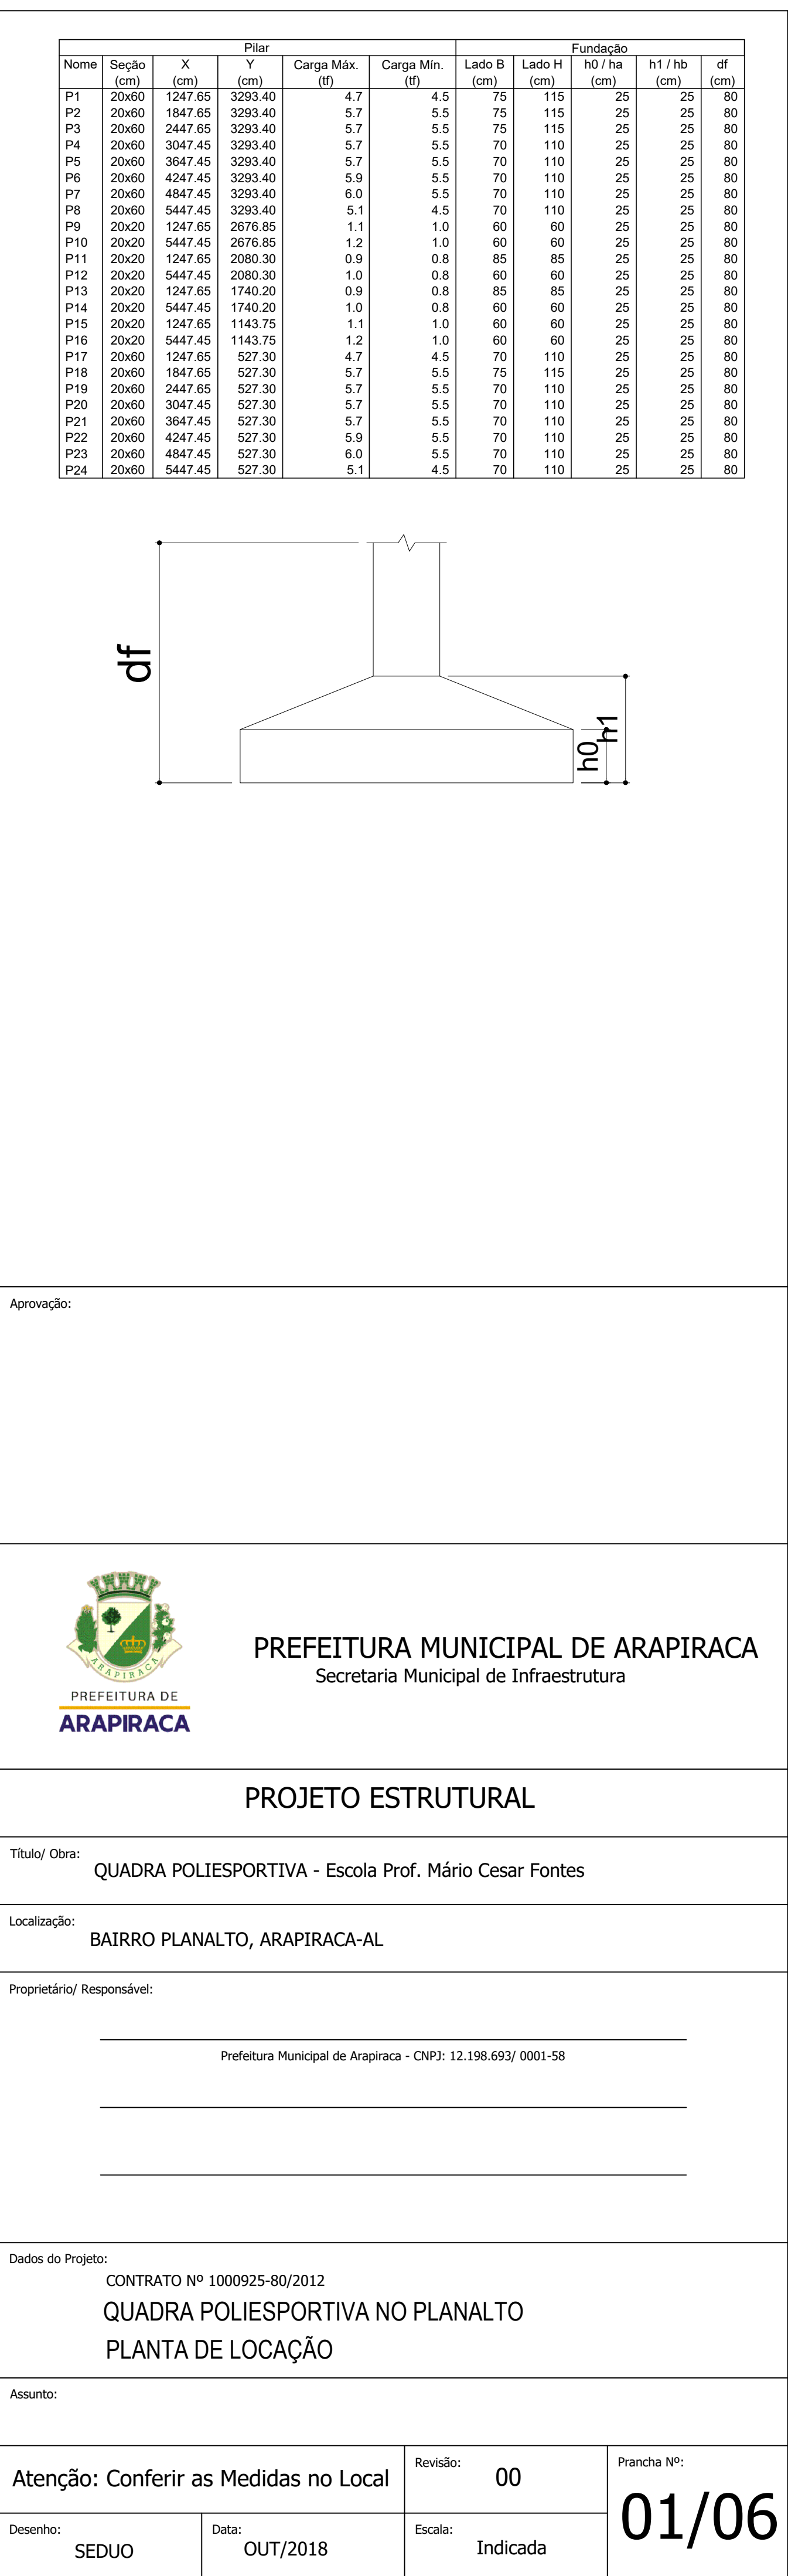 Pilar Fundação
Nome Seção X Y Carga Máx. Carga Mín. Lado B Lado H h0 / ha h1 / hb df
(cm) (cm) (cm) (tf) (tf) (cm) (cm) (cm) (cm) (cm)
P1 20x60 1247.65 3293.40 4.7 4.5 75 115 25 25 80
P2 20x60 1847.65 3293.40 5.7 5.5 75 115 25 25 80
P3 20x60 2447.65 3293.40 5.7 5.5 75 115 25 25 80
P4 20x60 3047.45 3293.40 5.7 5.5 70 110 25 25 80
P5 20x60 3647.45 3293.40 5.7 5.5 70 110 25 25 80
P6 20x60 4247.45 3293.40 5.9 5.5 70 110 25 25 80
P7 20x60 4847.45 3293.40 6.0 5.5 70 110 25 25 80
P8 20x60 5447.45 3293.40 5.1 4.5 70 110 25 25 80
P9 20x20 1247.65 2676.85 1.1 1.0 60 60 25 25 80
P10 20x20 5447.45 2676.85 1.2 1.0 60 60 25 25 80
P11 20x20 1247.65 2080.30 0.9 0.8 85 85 25 25 80
P12 20x20 5447.45 2080.30 1.0 0.8 60 60 25 25 80
P13 20x20 1247.65 1740.20 0.9 0.8 85 85 25 25 80
P14 20x20 5447.45 1740.20 1.0 0.8 60 60 25 25 80
P15 20x20 1247.65 1143.75 1.1 1.0 60 60 25 25 80
P16 20x20 5447.45 1143.75 1.2 1.0 60 60 25 25 80
P17 20x60 1247.65 527.30 4.7 4.5 70 110 25 25 80
P18 20x60 1847.65 527.30 5.7 5.5 75 115 25 25 80
P19 20x60 2447.65 527.30 5.7 5.5 70 110 25 25 80
P20 20x60 3047.45 527.30 5.7 5.5 70 110 25 25 80
P21 20x60 3647.45 527.30 5.7 5.5 70 110 25 25 80
P22 20x60 4247.45 527.30 5.9 5.5 70 110 25 25 80
P23 20x60 4847.45 527.30 6.0 5.5 70 110 25 25 80
P24 20x60 5447.45 527.30 5.1 4.5 70 110 25 25 80
df
h0
h1
Aprovação:
ARAPIRACA
PREFEITURA DE
ARAPIRACA
PREFEITURA MUNICIPAL DE ARAPIRACA
Secretaria Municipal de Infraestrutura
PROJETO ESTRUTURAL
Título/ Obra:
QUADRA POLIESPORTIVA - Escola Prof. Mário Cesar Fontes
Localização:
BAIRRO PLANALTO, ARAPIRACA-AL
Proprietário/ Responsável:
Prefeitura Municipal de Arapiraca - CNPJ: 12.198.693/ 0001-58
Dados do Projeto:
CONTRATO Nº 1000925-80/2012
QUADRA POLIESPORTIVA NO PLANALTO
PLANTA DE LOCAÇÃO
Assunto:
Atenção: Conferir as Medidas no Local
Revisão:
00
Prancha Nº:
01/06
Desenho:
SEDUO
Data:
OUT/2018
Escala:
Indicada